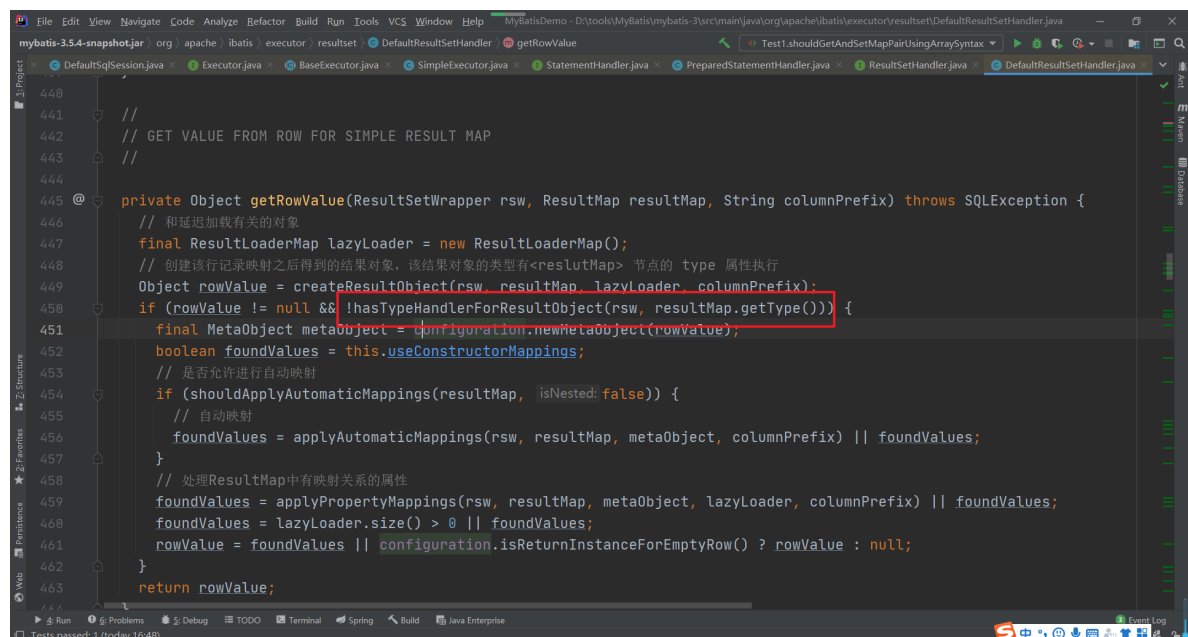 File Edit View Navigate Code Analyze Refactor Build Run Tools VCS Window Help MyBatisDemo - D:\tools\MyBatis\mybatis-3\src\main\java\org\apache\ibatis\executor\resultset\DefaultResultSetHandler.java
mybatis-3.5.4-snapshot.jar org apache ibatis executor resultset DefaultResultSetHandler getRowValue Test1.shouldGetAndSetMapPairUsingArraySyntax
DefaultSqlSession.java Executor.java BaseExecutor.java SimpleExecutor.java StatementHandler.java PreparedStatementHandler.java ResultSetHandler.java DefaultResultSetHandler.java
1: Project
Z: Structure
2: Favorites
Persistence
Web
Ant
Maven
Database
440
441 //
442 // GET VALUE FROM ROW FOR SIMPLE RESULT MAP
443 //
444
445 @ private Object getRowValue(ResultSetWrapper rsw, ResultMap resultMap, String columnPrefix) throws SQLException {
446 // 和延迟加载有关的对象
447 final ResultLoaderMap lazyLoader = new ResultLoaderMap();
448 // 创建该行记录映射之后得到的结果对象，该结果对象的类型有<reslutMap> 节点的 type 属性执行
449 Object rowValue = createResultObject(rsw, resultMap, lazyLoader, columnPrefix);
450 if (rowValue != null && !hasTypeHandlerForResultObject(rsw, resultMap.getType())) {
451 final MetaObject metaObject = configuration.newMetaObject(rowValue);
452 boolean foundValues = this.useConstructorMappings;
453 // 是否允许进行自动映射
454 if (shouldApplyAutomaticMappings(resultMap, isNested: false)) {
455 // 自动映射
456 foundValues = applyAutomaticMappings(rsw, resultMap, metaObject, columnPrefix) || foundValues;
457 }
458 // 处理ResultMap中有映射关系的属性
459 foundValues = applyPropertyMappings(rsw, resultMap, metaObject, lazyLoader, columnPrefix) || foundValues;
460 foundValues = lazyLoader.size() > 0 || foundValues;
461 rowValue = foundValues || configuration.isReturnInstanceForEmptyRow() ? rowValue : null;
462 }
463 return rowValue;
464 }
4: Run 6: Problems 5: Debug TODO Terminal Spring Build Java Enterprise 3 Event Log
Tests passed: 1 (today 16:48)
中